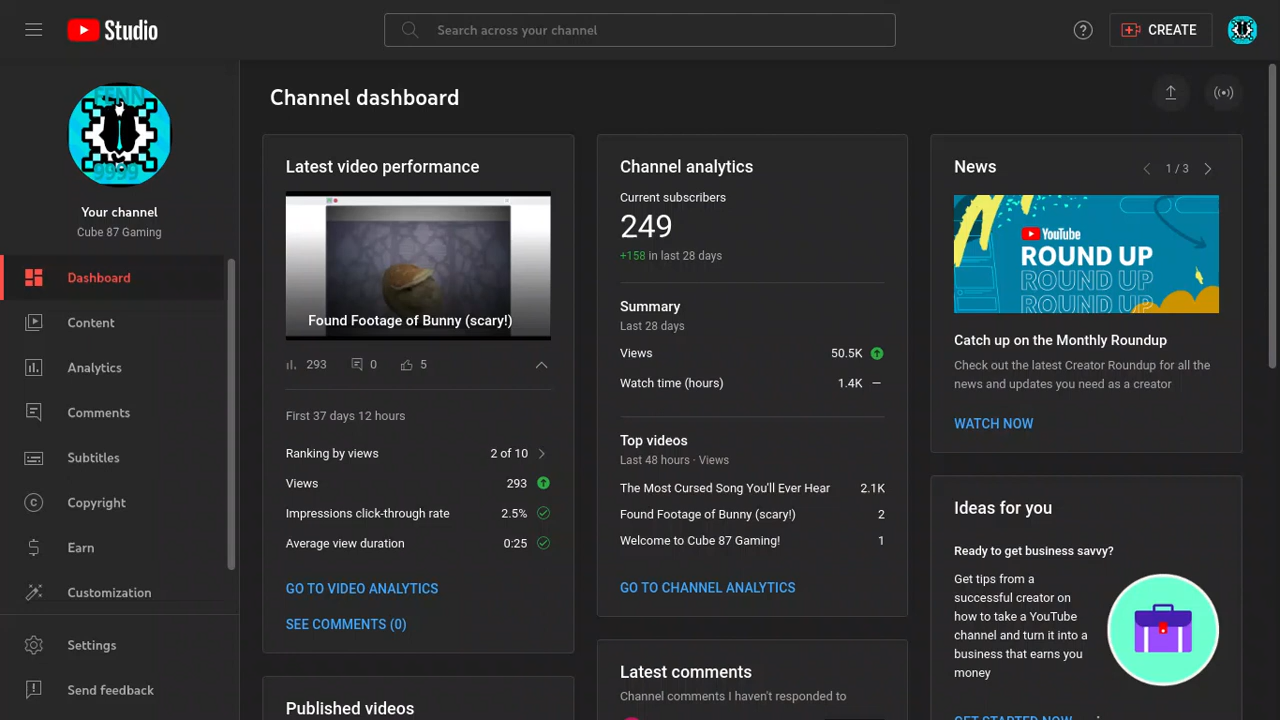 Studio
Search across your channel
CREATE
FENN
9999
Your channel
Cube 87 Gaming
Dashboard
Content
Analytics
Comments
Subtitles
Copyright
Earn
Customization
Settings
Send feedback
Channel dashboard
Latest video performance
Found Footage of Bunny (scary!)
293
0
5
First 37 days 12 hours
Ranking by views
2 of 10
Views
293
Impressions click-through rate
2.5%
Average view duration
0:25
GO TO VIDEO ANALYTICS
SEE COMMENTS (0)
Published videos
Channel analytics
Current subscribers
249
+158 in last 28 days
Summary
Last 28 days
Views
50.5K
Watch time (hours)
1.4K
Top videos
Last 48 hours · Views
The Most Cursed Song You'll Ever Hear
2.1K
Found Footage of Bunny (scary!)
2
Welcome to Cube 87 Gaming!
1
GO TO CHANNEL ANALYTICS
Latest comments
Channel comments I haven't responded to
News
1 / 3
YouTube
ROUND UP
ROUND UP
ROUND UP
Catch up on the Monthly Roundup
Check out the latest Creator Roundup for all the
news and updates you need as a creator
WATCH NOW
Ideas for you
Ready to get business savvy?
Get tips from a
successful creator on
how to take a YouTube
channel and turn it into a
business that earns you
money
GET STARTED NOW